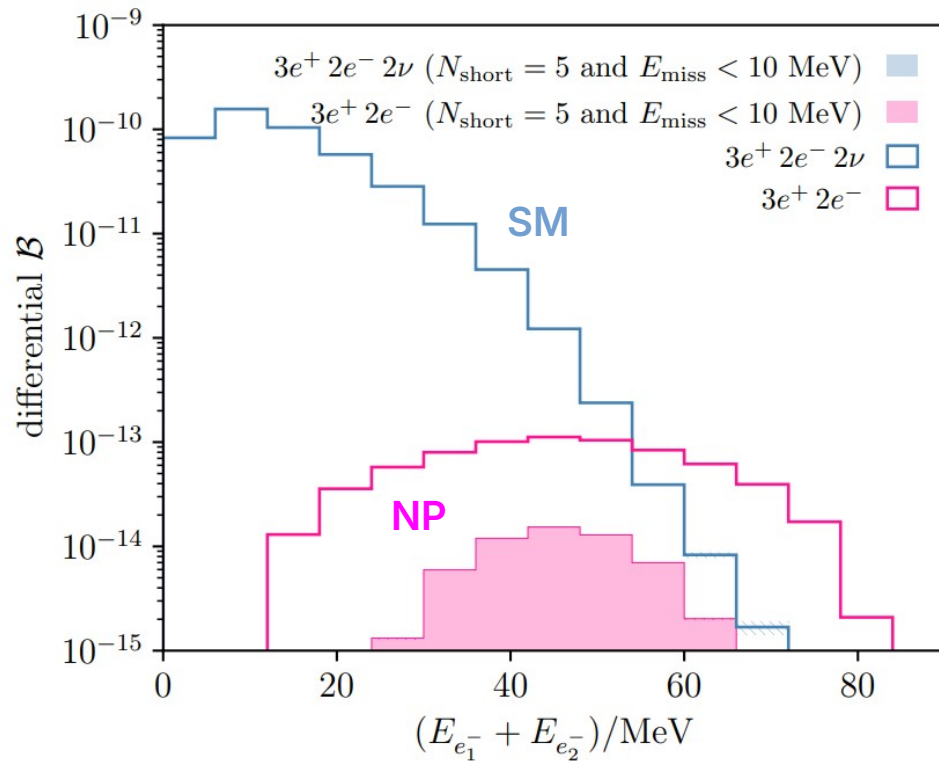 10⁻⁹
3e⁺ 2e⁻ 2ν (N_short = 5 and E_miss < 10 MeV)
3e⁺ 2e⁻ (N_short = 5 and E_miss < 10 MeV)
3e⁺ 2e⁻ 2ν
3e⁺ 2e⁻
10⁻¹⁰
10⁻¹¹
SM
10⁻¹²
10⁻¹³
NP
10⁻¹⁴
10⁻¹⁵
differential ℬ
0 20 40 60 80
(E_{e₁⁻} + E_{e₂⁻})/MeV